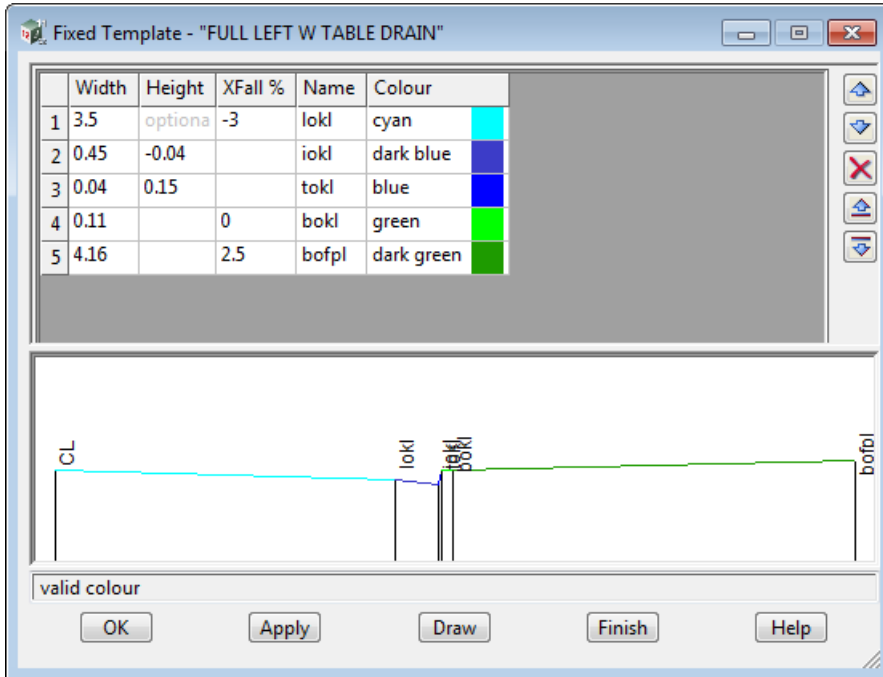 Fixed Template - "FULL LEFT W TABLE DRAIN"
Width Height XFall % Name Colour
1 3.5 optiona -3 lokl cyan
2 0.45 -0.04 iokl dark blue
3 0.04 0.15 tokl blue
4 0.11 0 bokl green
5 4.16 2.5 bofpl dark green
CL
lokl
iokl
tokl
bokl
bofpl
valid colour
OK Apply Draw Finish Help